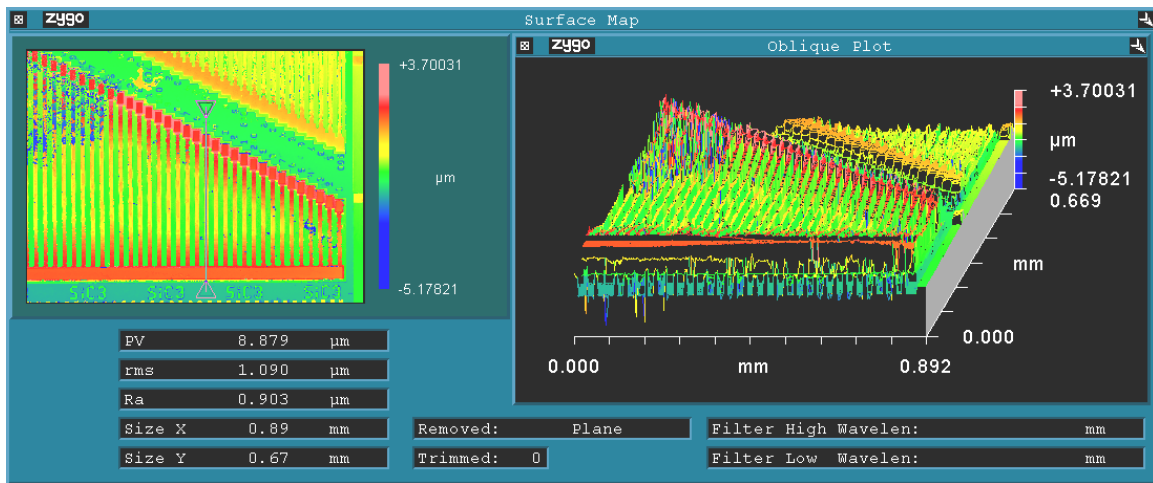 zygo Surface Map
zygo Oblique Plot
+3.70031
µm
-5.17821
+3.70031
µm
-5.17821
0.669
mm
0.000
0.000 mm 0.892
PV 8.879 µm
rms 1.090 µm
Ra 0.903 µm
Size X 0.89 mm
Size Y 0.67 mm
Removed: Plane
Trimmed: 0
Filter High Wavelen: mm
Filter Low Wavelen: mm